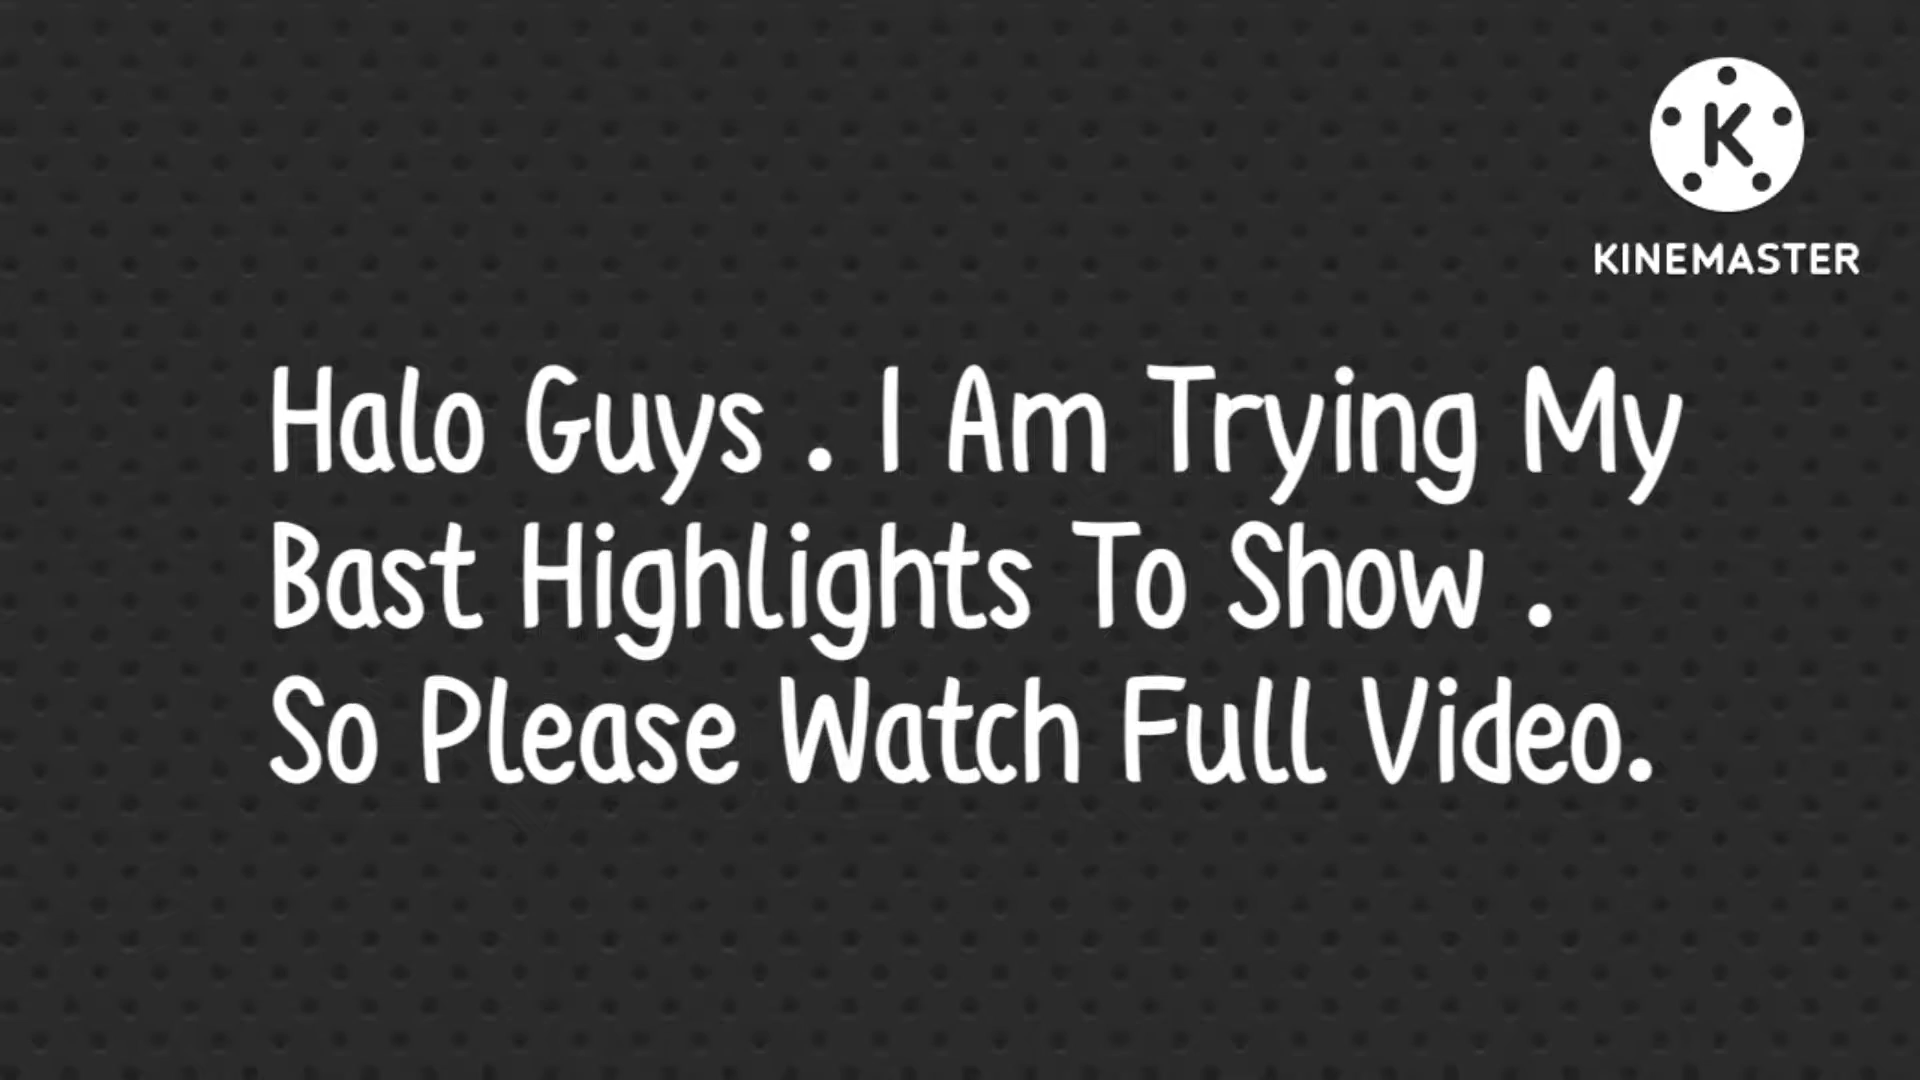 K
KINEMASTER
Halo Guys . I Am Trying My
Bast Highlights To Show .
So Please Watch Full Video.